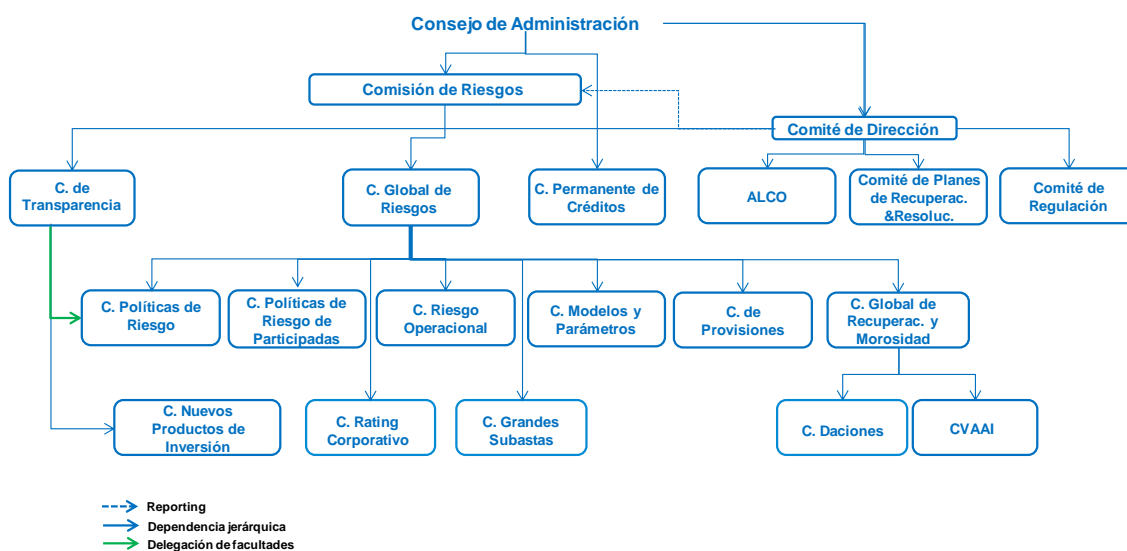 Consejo de Administración
Comisión de Riesgos
Comité de Dirección
C. de
Transparencia
C. Global de
Riesgos
C. Permanente de
Créditos
ALCO
Comité de Planes
de Recuperac.
&Resoluc.
Comité de
Regulación
C. Políticas de
Riesgo
C. Políticas de
Riesgo de
Participadas
C. Riesgo
Operacional
C. Modelos y
Parámetros
C. de
Provisiones
C. Global de
Recuperac. y
Morosidad
C. Nuevos
Productos de
Inversión
C. Rating
Corporativo
C. Grandes
Subastas
C. Daciones
CVAAI
Reporting
Dependencia jerárquica
Delegación de facultades